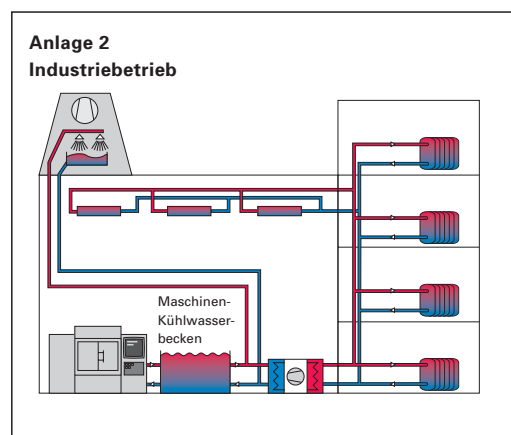 Anlage 2
Industriebetrieb
Maschinen-
Kühlwasser-
becken